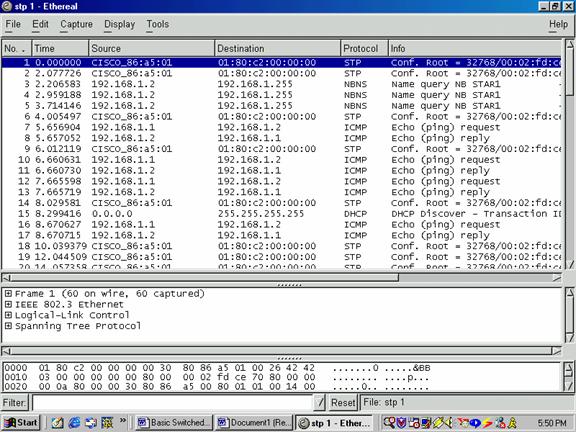 stp 1 - Ethereal
File Edit Capture Display Tools Help
No. . Time Source Destination Protocol Info
1 0.000000 CISCO_86:a5:01 01:80:c2:00:00:00 STP Conf. Root = 32768/00:02:fd:ce
2 2.077726 CISCO_86:a5:01 01:80:c2:00:00:00 STP Conf. Root = 32768/00:02:fd:ce
3 2.206583 192.168.1.2 192.168.1.255 NBNS Name query NB STAR1
4 2.959188 192.168.1.2 192.168.1.255 NBNS Name query NB STAR1
5 3.714146 192.168.1.2 192.168.1.255 NBNS Name query NB STAR1
6 4.005497 CISCO_86:a5:01 01:80:c2:00:00:00 STP Conf. Root = 32768/00:02:fd:ce
7 5.656904 192.168.1.1 192.168.1.2 ICMP Echo (ping) request
8 5.657052 192.168.1.2 192.168.1.1 ICMP Echo (ping) reply
9 6.012119 CISCO_86:a5:01 01:80:c2:00:00:00 STP Conf. Root = 32768/00:02:fd:ce
10 6.660631 192.168.1.1 192.168.1.2 ICMP Echo (ping) request
11 6.660730 192.168.1.2 192.168.1.1 ICMP Echo (ping) reply
12 7.665598 192.168.1.1 192.168.1.2 ICMP Echo (ping) request
13 7.665719 192.168.1.2 192.168.1.1 ICMP Echo (ping) reply
14 8.029581 CISCO_86:a5:01 01:80:c2:00:00:00 STP Conf. Root = 32768/00:02:fd:ce
15 8.299416 0.0.0.0 255.255.255.255 DHCP DHCP Discover - Transaction ID
16 8.670627 192.168.1.1 192.168.1.2 ICMP Echo (ping) request
17 8.670715 192.168.1.2 192.168.1.1 ICMP Echo (ping) reply
18 10.039379 CISCO_86:a5:01 01:80:c2:00:00:00 STP Conf. Root = 32768/00:02:fd:ce
19 12.044509 CISCO_86:a5:01 01:80:c2:00:00:00 STP Conf. Root = 32768/00:02:fd:ce
20 14.057358 CISCO_86:a5:01 01:80:c2:00:00:00 STP Conf. Root = 32768/00:02:fd:ce
Frame 1 (60 on wire, 60 captured)
IEEE 802.3 Ethernet
Logical-Link Control
Spanning Tree Protocol
0000 01 80 c2 00 00 00 00 30 80 86 a5 01 00 26 42 42 .......0 .....&BB
0010 03 00 00 00 00 00 80 00 00 02 fd ce 70 80 00 00 ........ ....p...
0020 00 0a 80 00 00 30 80 86 a5 00 80 01 01 00 14 00 .....0.. ........
Filter: Reset File: stp 1
Start Basic Switched... Document1 (Re... stp 1 - Ether... 5:50 PM